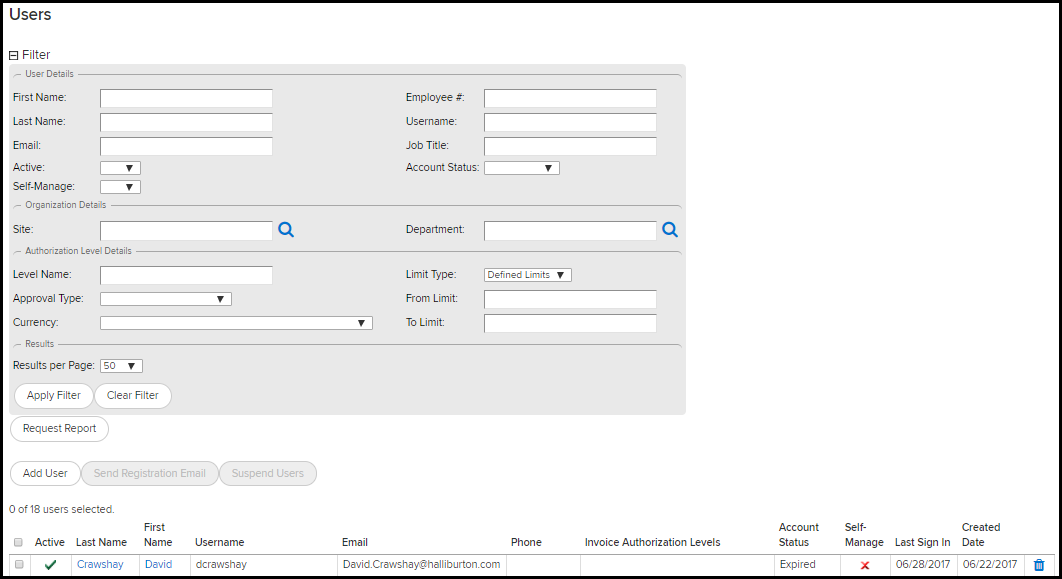 Users
Filter
User Details
First Name: Employee #:
Last Name: Username:
Email: Job Title:
Active: Account Status:
Self-Manage:
Organization Details
Site: Department:
Authorization Level Details
Level Name: Limit Type: Defined Limits
Approval Type: From Limit:
Currency: To Limit:
Results
Results per Page: 50
Apply Filter Clear Filter
Request Report
Add User Send Registration Email Suspend Users
0 of 18 users selected.
Active Last Name First Name Username Email Phone Invoice Authorization Levels Account Status Self-Manage Last Sign In Created Date
Crawshay David dcrawshay David.Crawshay@halliburton.com Expired 06/28/2017 06/22/2017